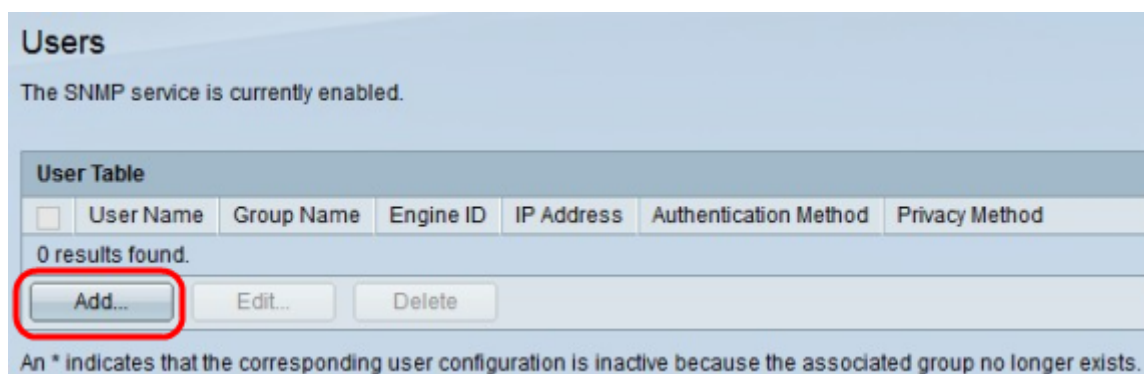 Users
The SNMP service is currently enabled.
User Table
User Name Group Name Engine ID IP Address Authentication Method Privacy Method
0 results found.
Add... Edit... Delete
An * indicates that the corresponding user configuration is inactive because the associated group no longer exists.